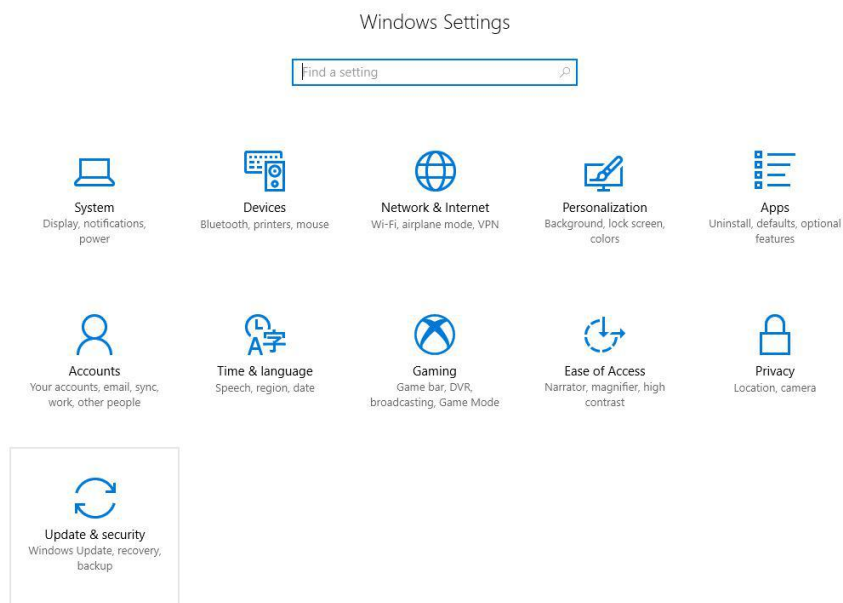 Windows Settings
Find a setting
System
Display, notifications,
power
Devices
Bluetooth, printers, mouse
Network & Internet
Wi-Fi, airplane mode, VPN
Personalization
Background, lock screen,
colors
Apps
Uninstall, defaults, optional
features
Accounts
Your accounts, email, sync,
work, other people
Time & language
Speech, region, date
Gaming
Game bar, DVR,
broadcasting, Game Mode
Ease of Access
Narrator, magnifier, high
contrast
Privacy
Location, camera
Update & security
Windows Update, recovery,
backup